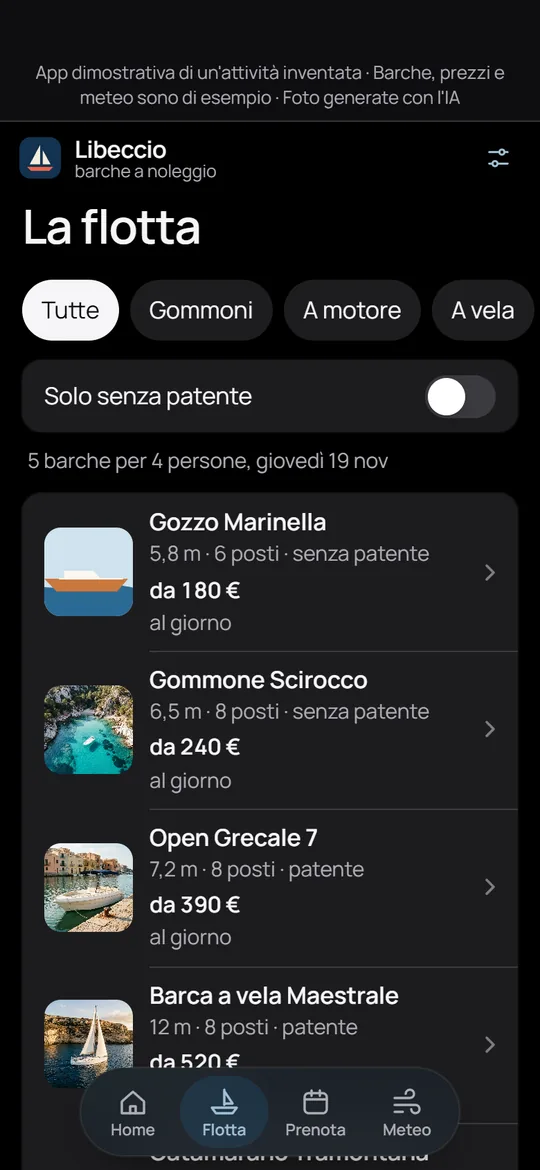 App dimostrativa di un'attività inventata · Barche, prezzi e
meteo sono di esempio · Foto generate con l'IA
Libeccio
barche a noleggio
La flotta
Tutte
Gommoni
A motore
A vela
Solo senza patente
5 barche per 4 persone, giovedì 19 nov
Gozzo Marinella
5,8 m · 6 posti · senza patente
da 180 €
al giorno
Gommone Scirocco
6,5 m · 8 posti · senza patente
da 240 €
al giorno
Open Grecale 7
7,2 m · 8 posti · patente
da 390 €
al giorno
Barca a vela Maestrale
12 m · 8 posti · patente
da 520 €
Catamarano Tramontana
Home
Flotta
Prenota
Meteo